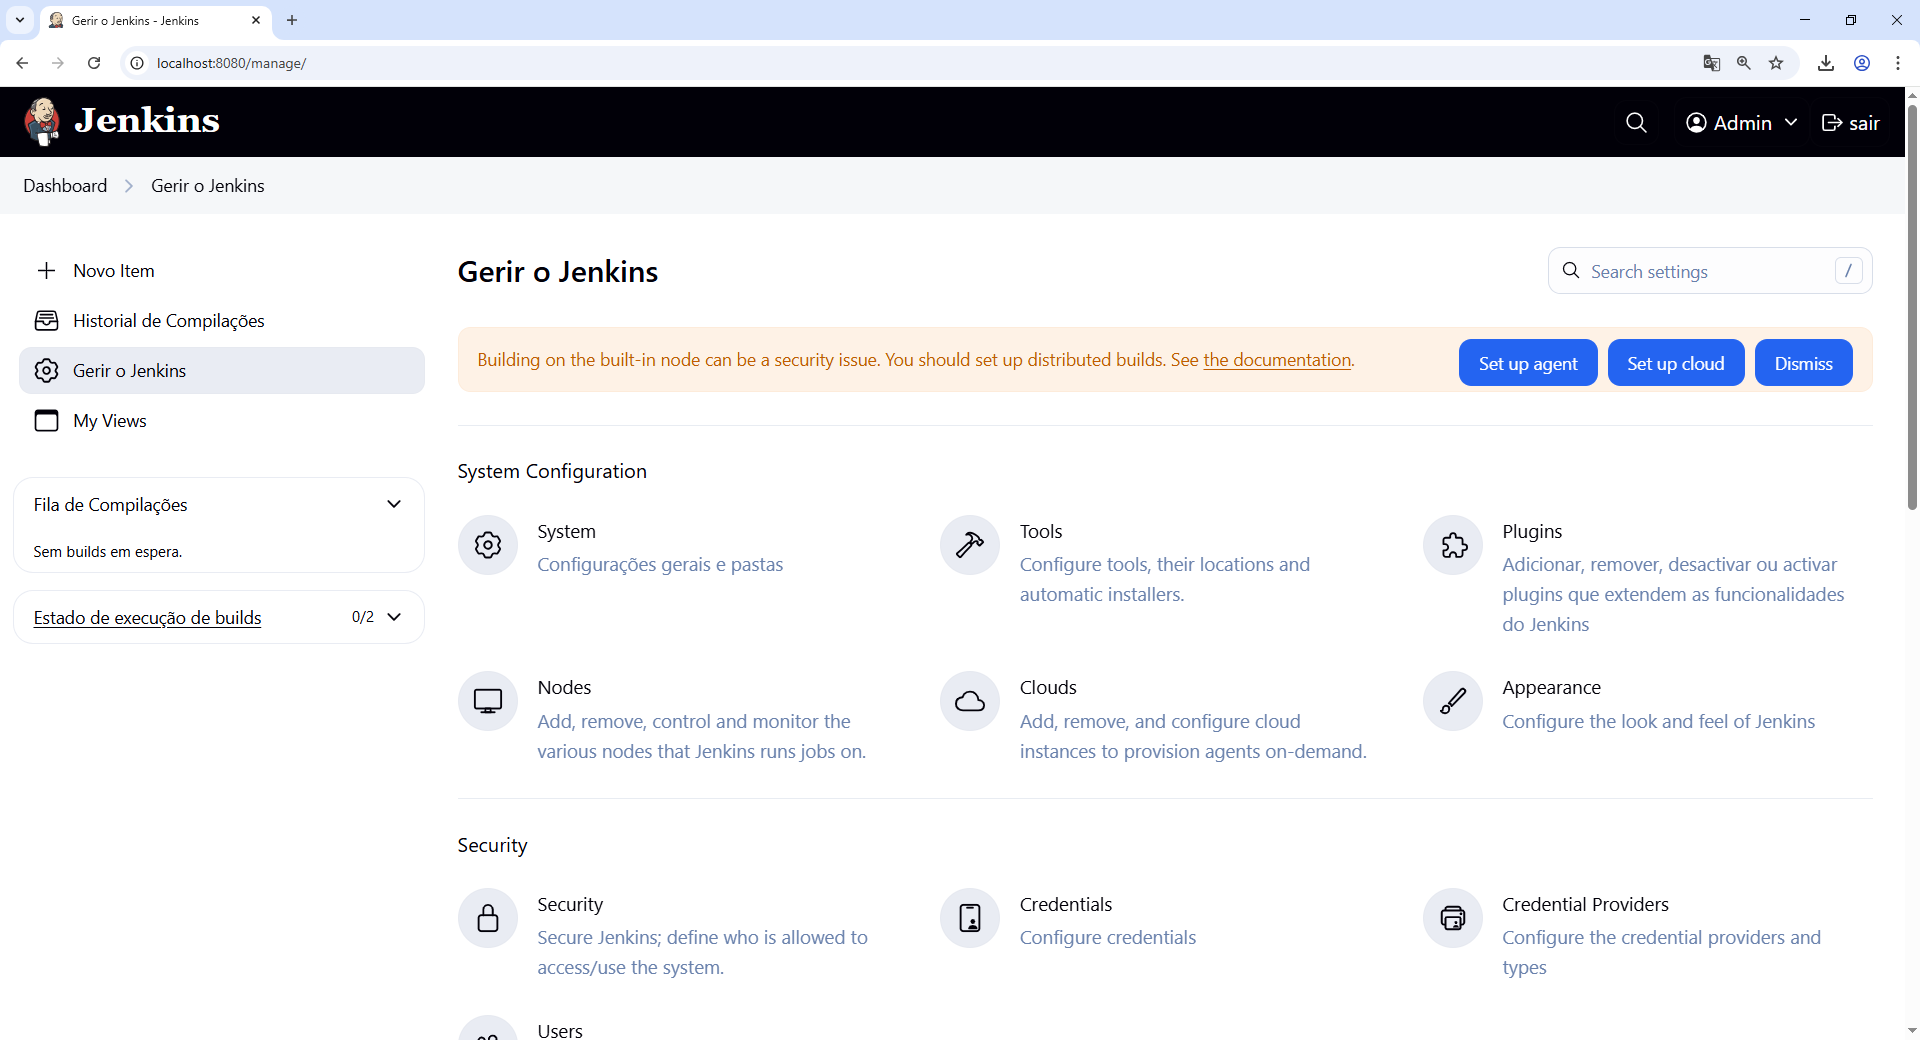 Gerir o Jenkins - Jenkins
localhost:8080/manage/
Jenkins
Admin
sair
Dashboard
Gerir o Jenkins
Novo Item
Historial de Compilações
Gerir o Jenkins
My Views
Fila de Compilações
Sem builds em espera.
Estado de execução de builds
0/2
Gerir o Jenkins
Search settings
/
Building on the built-in node can be a security issue. You should set up distributed builds. See the documentation.
Set up agent
Set up cloud
Dismiss
System Configuration
System
Configurações gerais e pastas
Tools
Configure tools, their locations and
automatic installers.
Plugins
Adicionar, remover, desactivar ou activar
plugins que extendem as funcionalidades
do Jenkins
Nodes
Add, remove, control and monitor the
various nodes that Jenkins runs jobs on.
Clouds
Add, remove, and configure cloud
instances to provision agents on-demand.
Appearance
Configure the look and feel of Jenkins
Security
Security
Secure Jenkins; define who is allowed to
access/use the system.
Credentials
Configure credentials
Credential Providers
Configure the credential providers and
types
Users